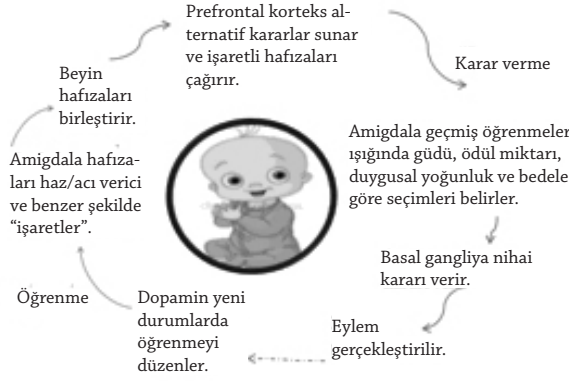 Prefrontal korteks al-
ternatif kararlar sunar
ve işaretli hafızaları
çağırır.
Karar verme
Amigdala geçmiş öğrenmeler
ışığında güdü, ödül miktarı,
duygusal yoğunluk ve bedele
göre seçimleri belirler.
Basal gangliya nihai
kararı verir.
Eylem
gerçekleştirilir.
Dopamin yeni
durumlarda
öğrenmeyi
düzenler.
Öğrenme
Amigdala hafıza-
ları haz/acı verici
ve benzer şekilde
“işaretler”.
Beyin
hafızaları
birleştirir.